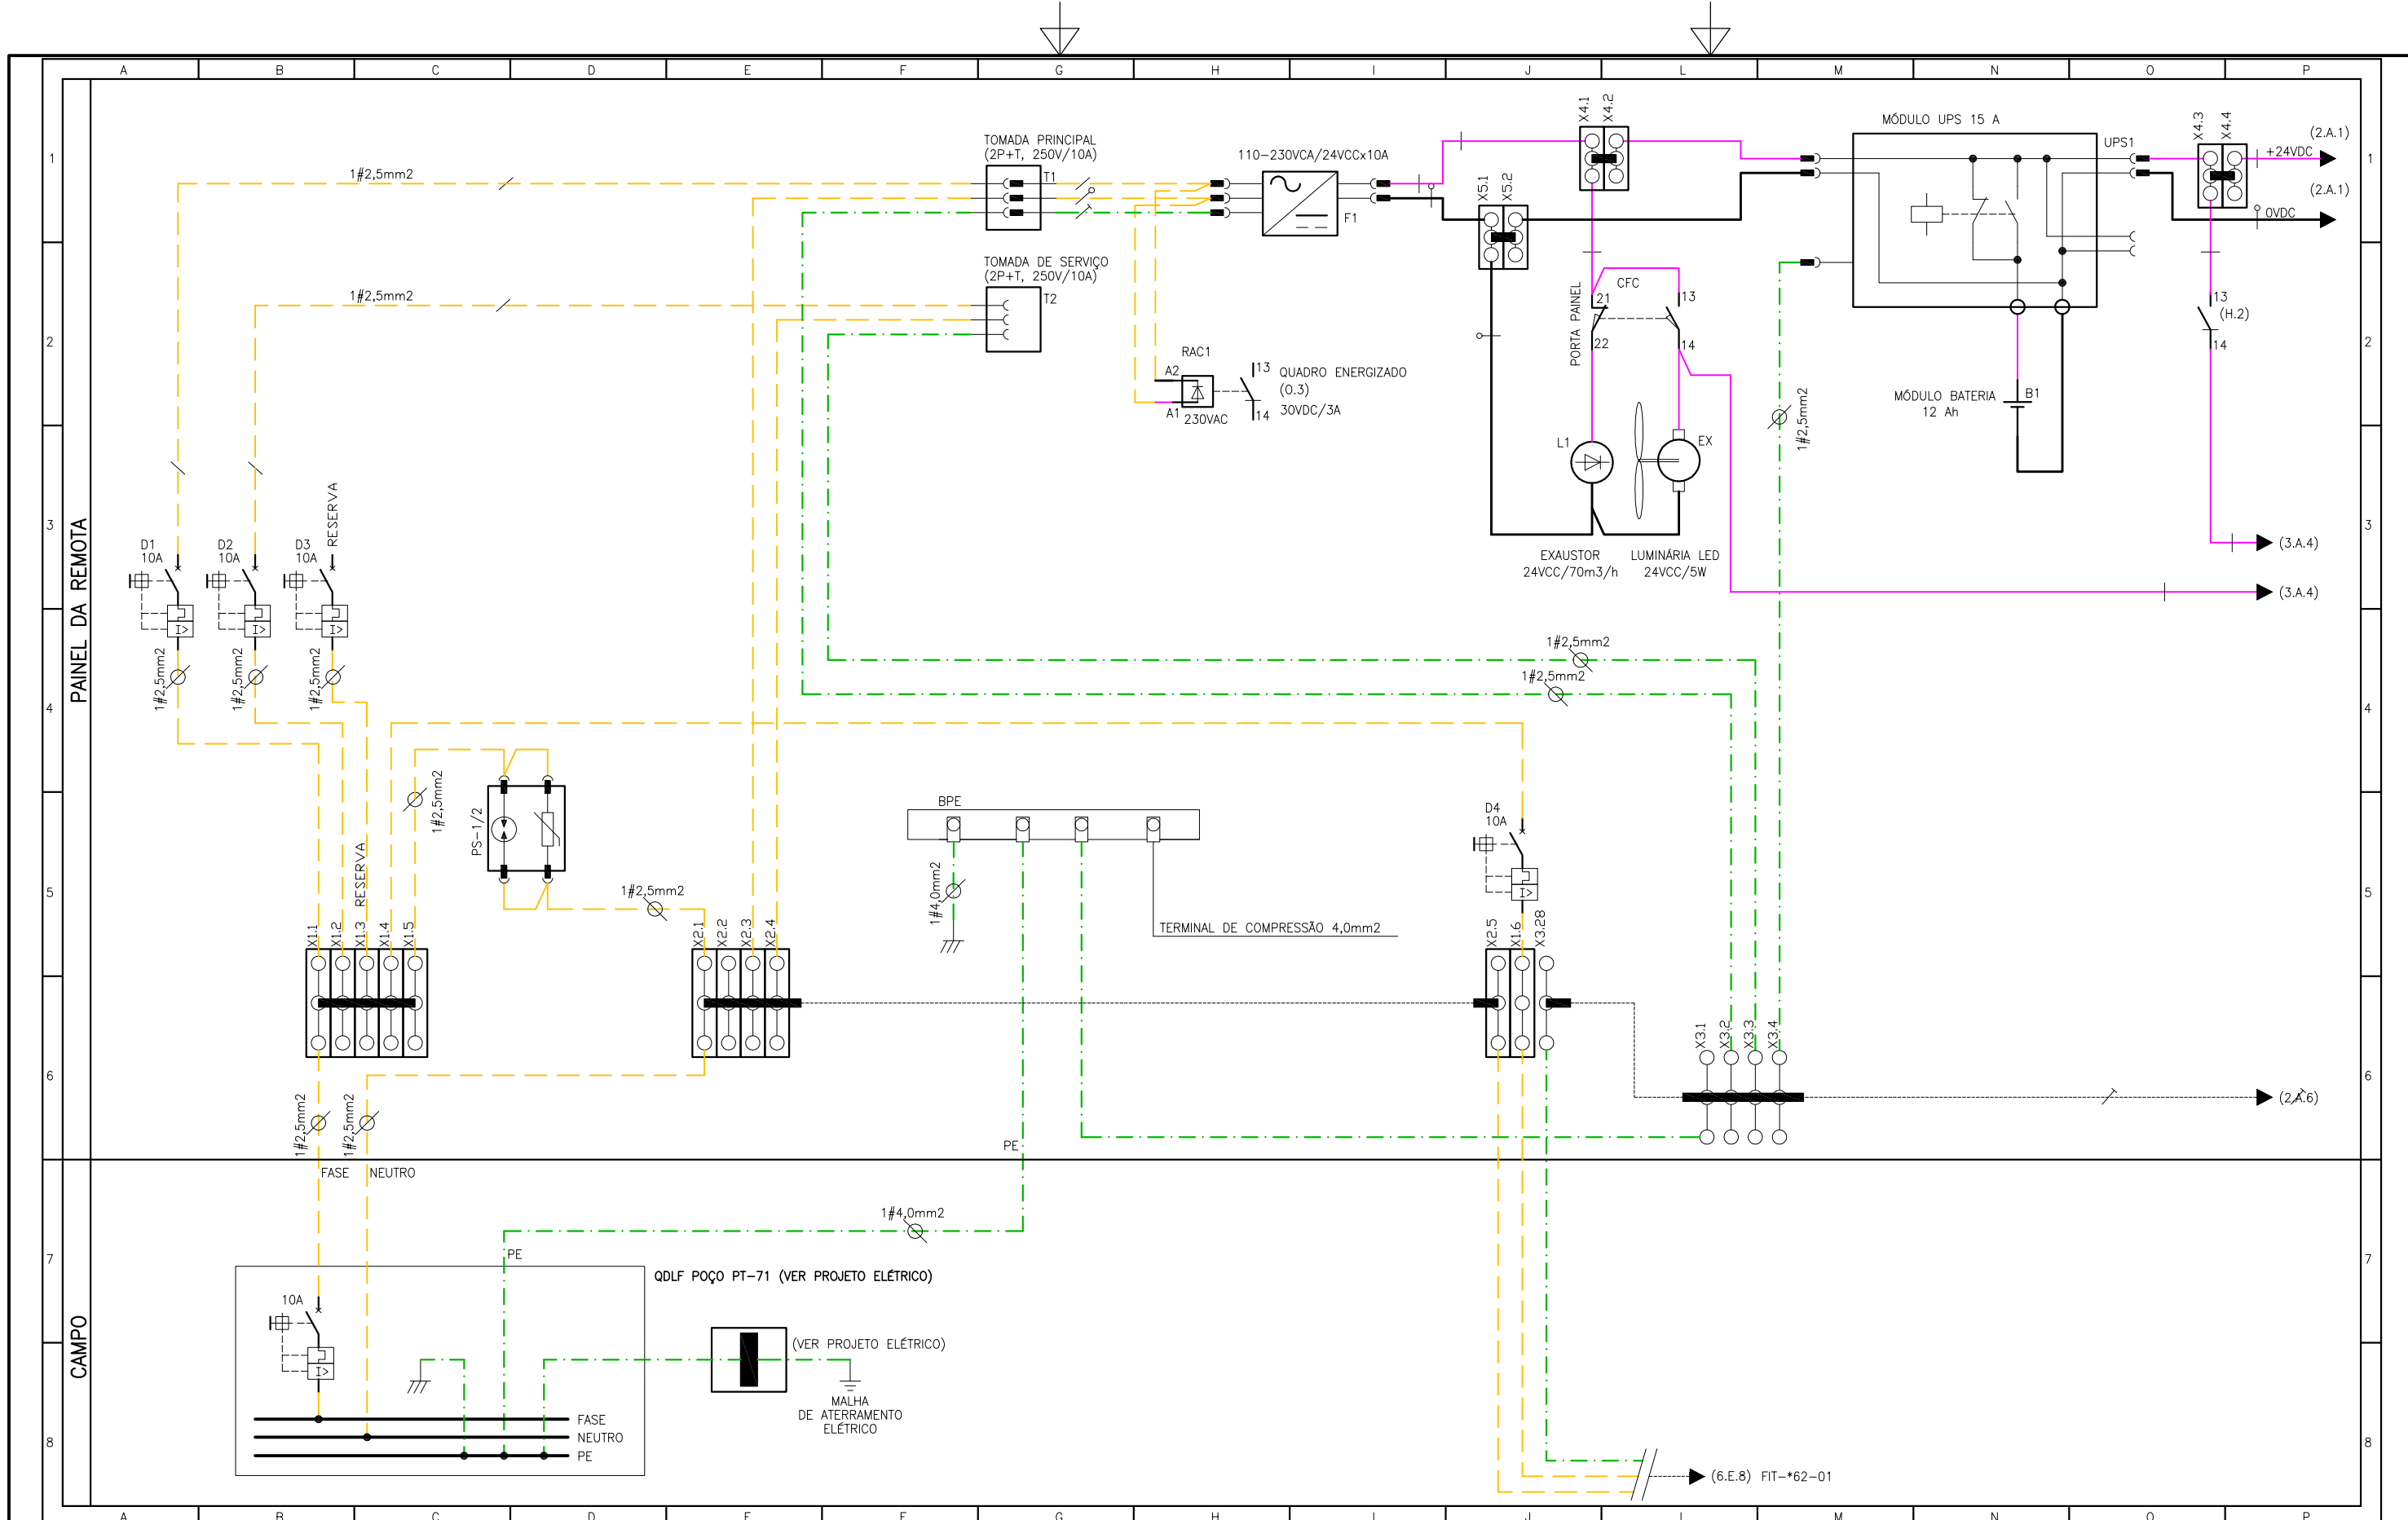 A B C D E F G H I J L M N O P
1
1
2
2
3
3
4
4
5
5
6
6
7
7
8
8
PAINEL DA REMOTA
CAMPO
1#2,5mm2
1#2,5mm2
TOMADA PRINCIPAL
(2P+T, 250V/10A)
T1
TOMADA DE SERVIÇO
(2P+T, 250V/10A)
T2
110-230VCA/24VCCx10A
F1
X4.1
X4.2
X5.1
X5.2
MÓDULO UPS 15 A
UPS1
X4.3
X4.4
(2.A.1)
+24VDC
(2.A.1)
0VDC
RAC1
A2
A1
230VAC
13
14
QUADRO ENERGIZADO
(O.3)
30VDC/3A
PORTA PAINEL
CFC
21
22
13
14
13
(H.2)
14
MÓDULO BATERIA
12 Ah
B1
1#2,5mm2
L1
EX
EXAUSTOR
24VCC/70m3/h
LUMINÁRIA LED
24VCC/5W
(3.A.4)
(3.A.4)
D1
10A
D2
10A
D3
10A
RESERVA
1#2,5mm2
1#2,5mm2
1#2,5mm2
I>
I>
I>
1#2,5mm2
1#2,5mm2
1#2,5mm2
PS-1/2
1#2,5mm2
BPE
1#4,0mm2
TERMINAL DE COMPRESSÃO 4,0mm2
D4
10A
I>
RESERVA
X1.1
X1.2
X1.3
X1.4
X1.5
X2.1
X2.2
X2.3
X2.4
X2.5
X1.6
X3.28
X3.1
X3.2
X3.3
X3.4
(2.A.6)
1#2,5mm2
1#2,5mm2
PE
FASE
NEUTRO
1#4,0mm2
PE
QDLF POÇO PT-71 (VER PROJETO ELÉTRICO)
10A
I>
(VER PROJETO ELÉTRICO)
MALHA
DE ATERRAMENTO
ELÉTRICO
FASE
NEUTRO
PE
(6.E.8) FIT-*62-01
A B C D E F G H I J L M N O P